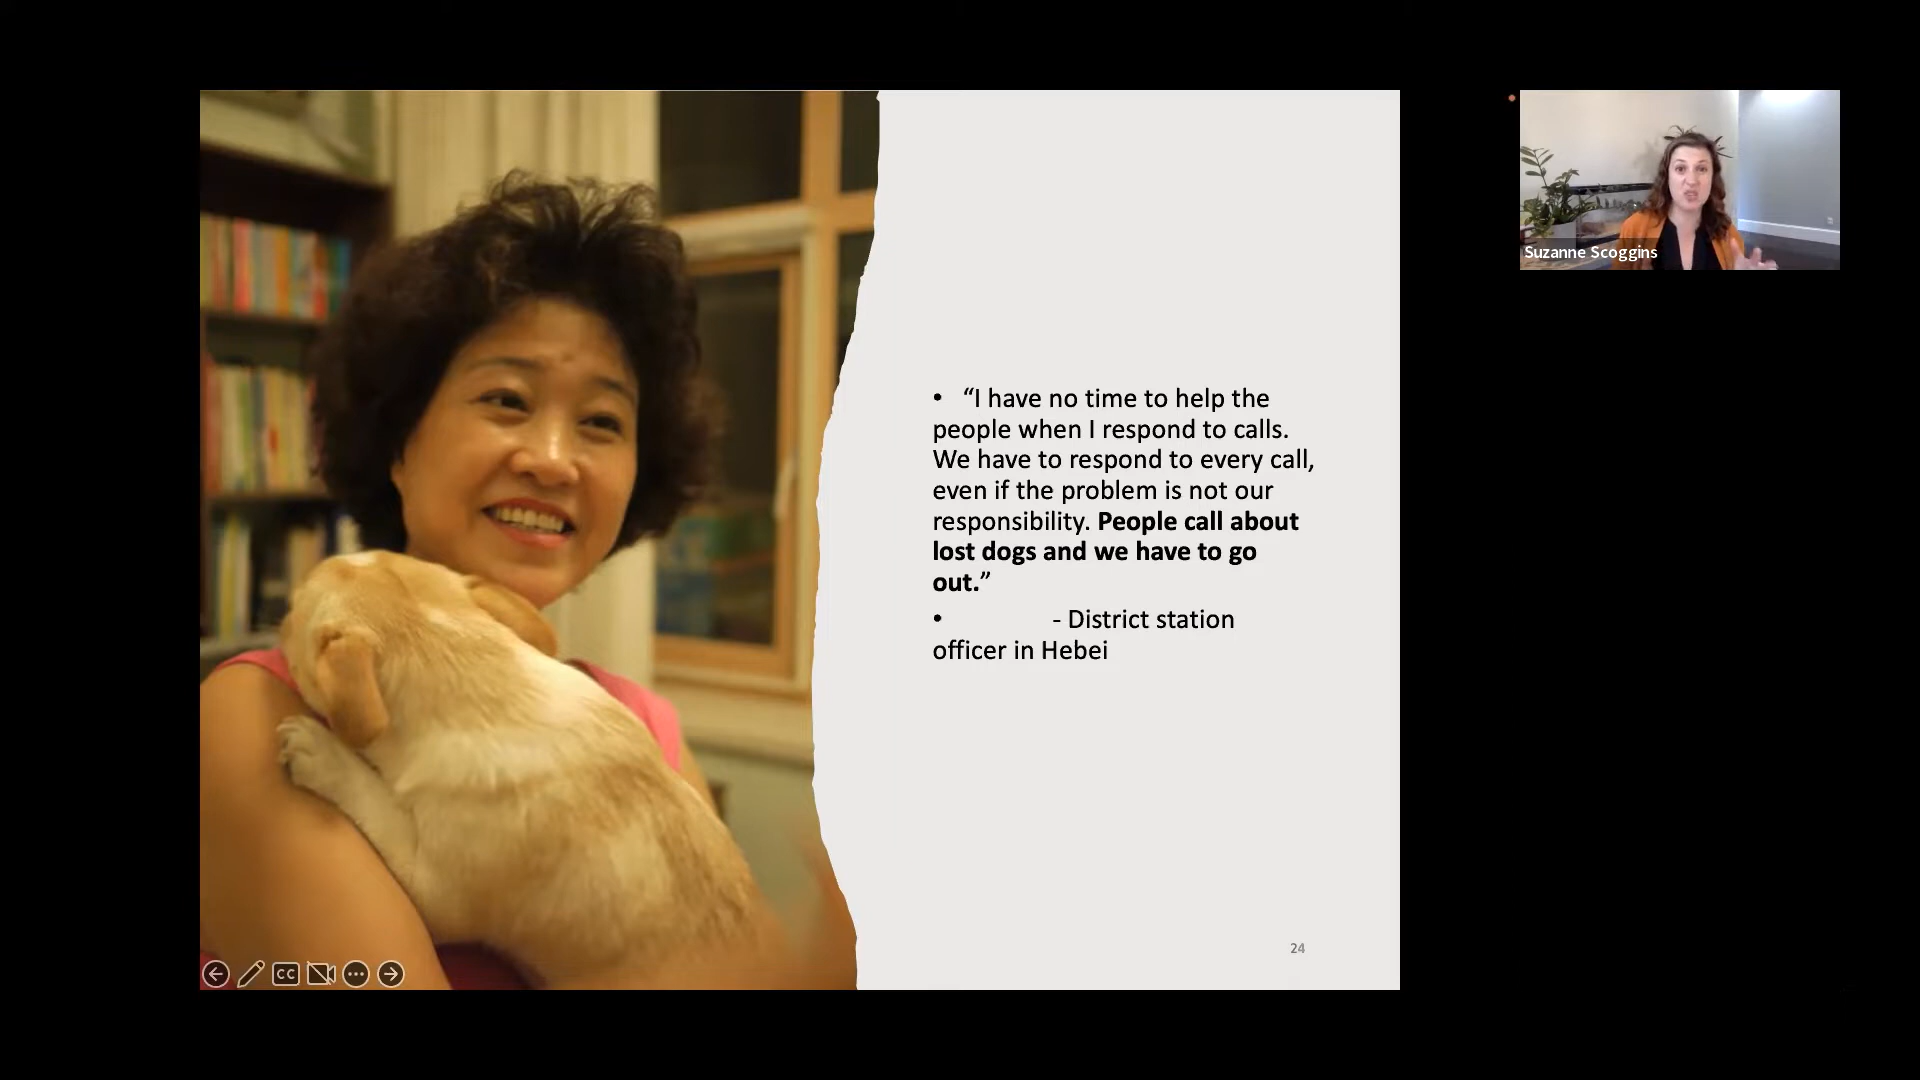 • “I have no time to help the
people when I respond to calls.
We have to respond to every call,
even if the problem is not our
responsibility. People call about
lost dogs and we have to go
out.”
• - District station
officer in Hebei
24
CC
Suzanne Scoggins